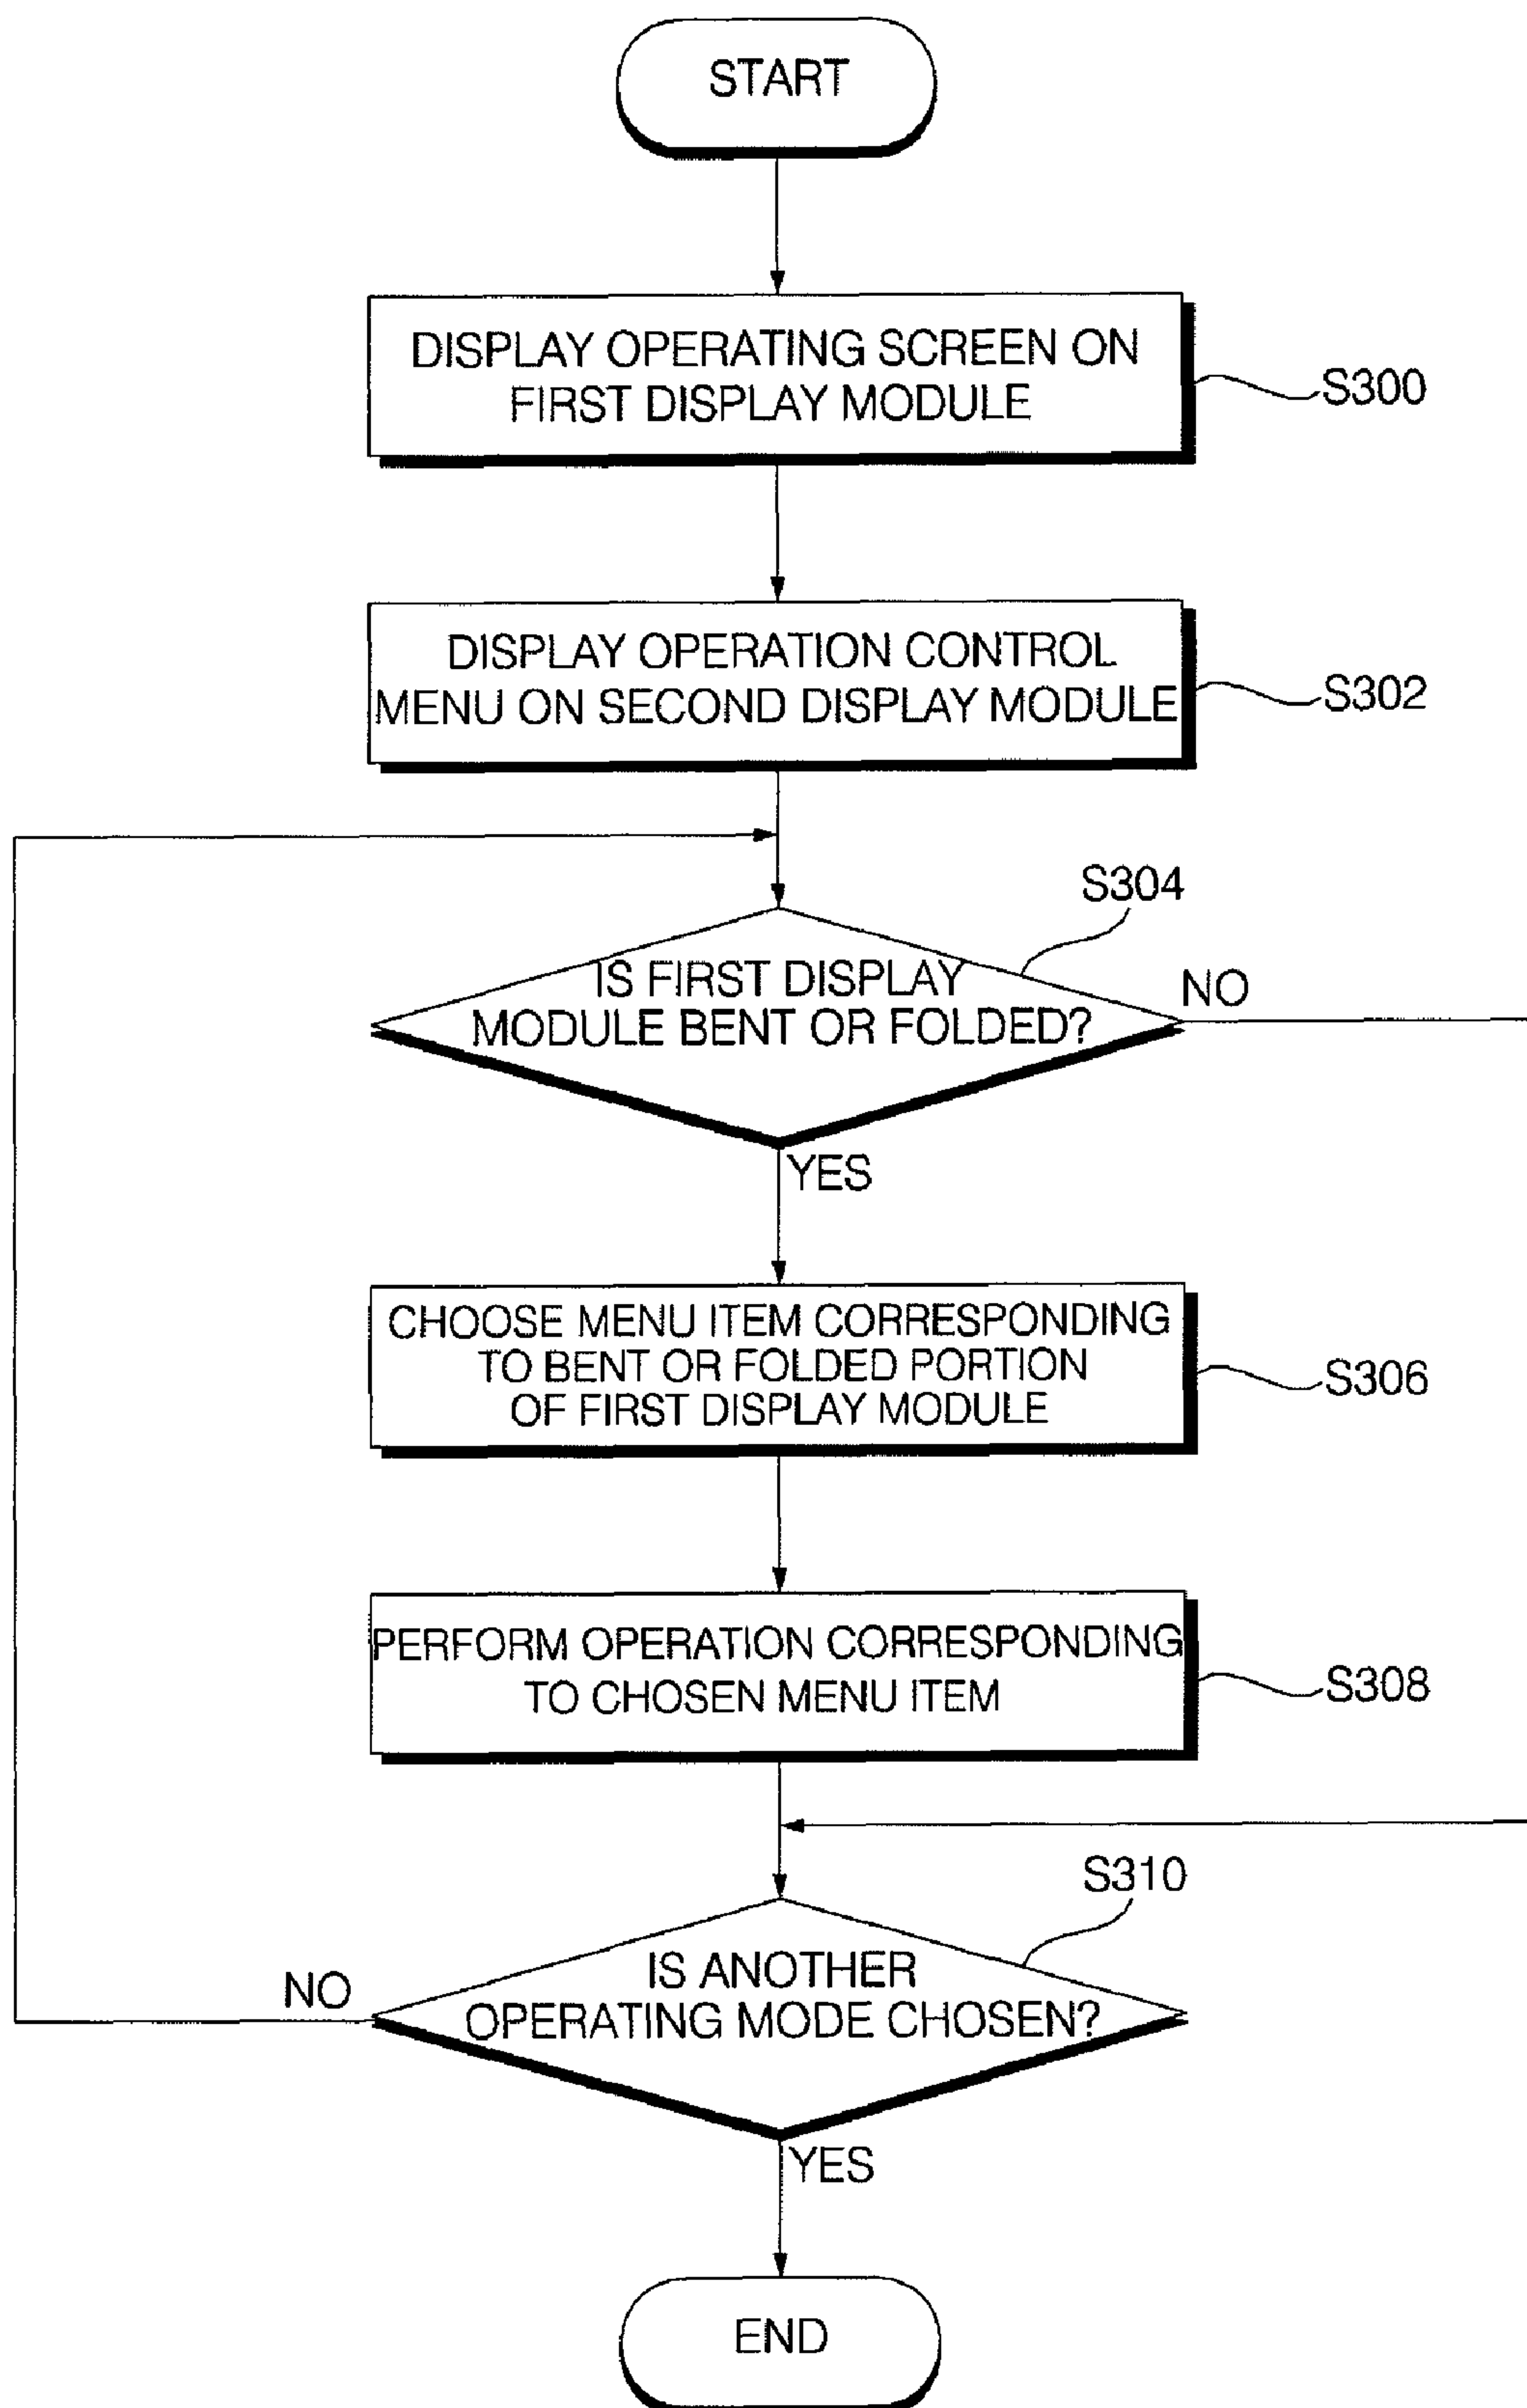 START
DISPLAY OPERATING SCREEN ON
FIRST DISPLAY MODULE
S300
DISPLAY OPERATION CONTROL
MENU ON SECOND DISPLAY MODULE
S302
S304
IS FIRST DISPLAY
MODULE BENT OR FOLDED?
NO
YES
CHOOSE MENU ITEM CORRESPONDING
TO BENT OR FOLDED PORTION
OF FIRST DISPLAY MODULE
S306
PERFORM OPERATION CORRESPONDING
TO CHOSEN MENU ITEM
S308
S310
IS ANOTHER
OPERATING MODE CHOSEN?
NO
YES
END